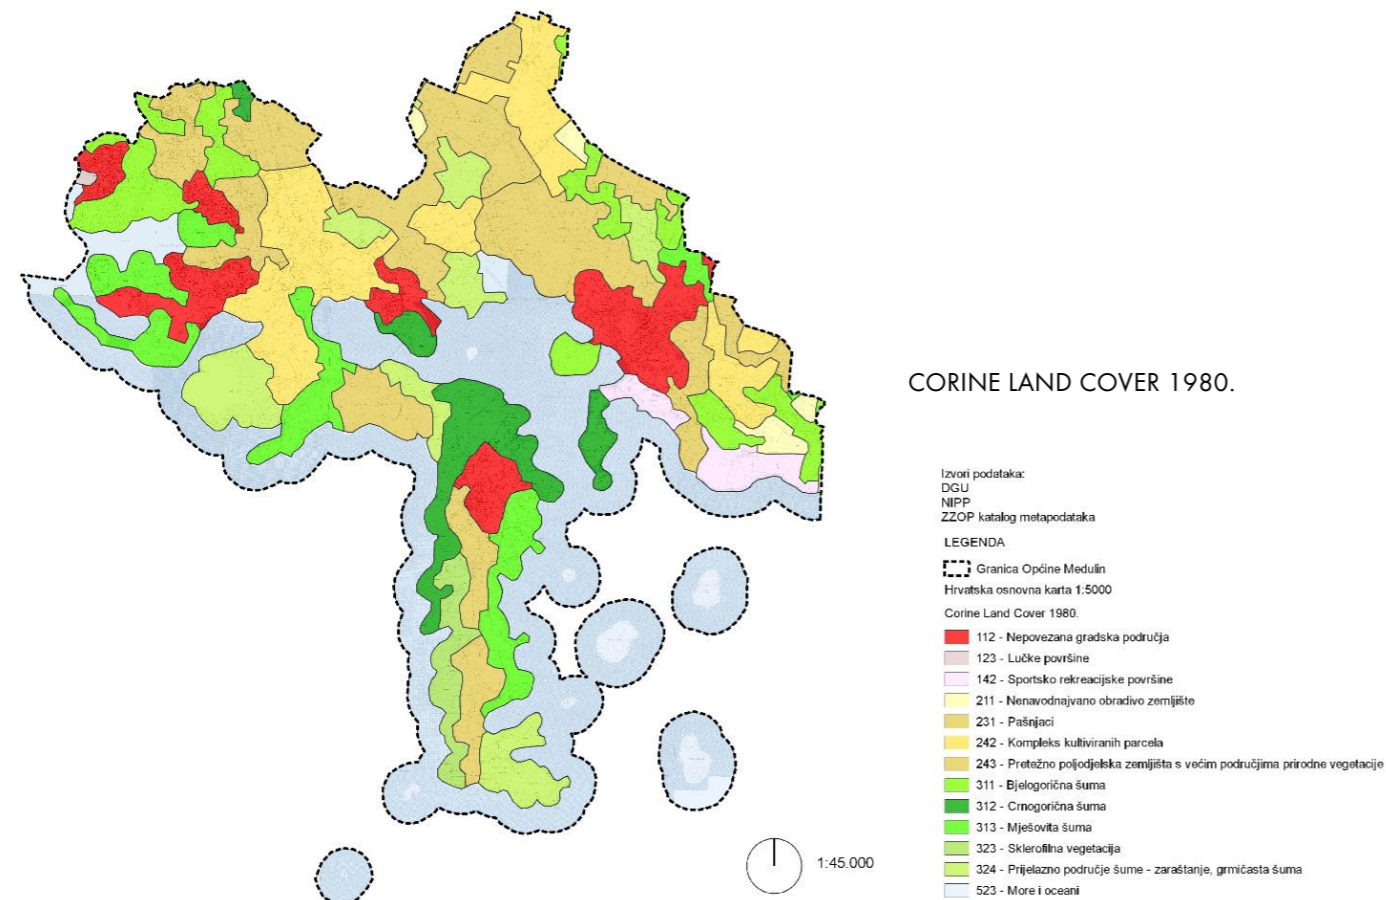 CORINE LAND COVER 1980.
Izvori podataka:
DGU
NIPP
ZZOP katalog metapodataka
LEGENDA
Granica Općine Medulin
Hrvatska osnovna karta 1:5000
Corine Land Cover 1980.
112 - Nepovezana gradska područja
123 - Lučke površine
142 - Sportsko rekreacijske površine
211 - Nenavodnajvano obradivo zemljište
231 - Pašnjaci
242 - Kompleks kultiviranih parcela
243 - Pretežno poljodjelska zemljišta s većim područjima prirodne vegetacije
311 - Bjelogorična šuma
312 - Crnogorična šuma
313 - Mješovita šuma
323 - Sklerofilna vegetacija
324 - Prijelazno područje šume - zaraštanje, grmičasta šuma
523 - More i oceani
1:45.000